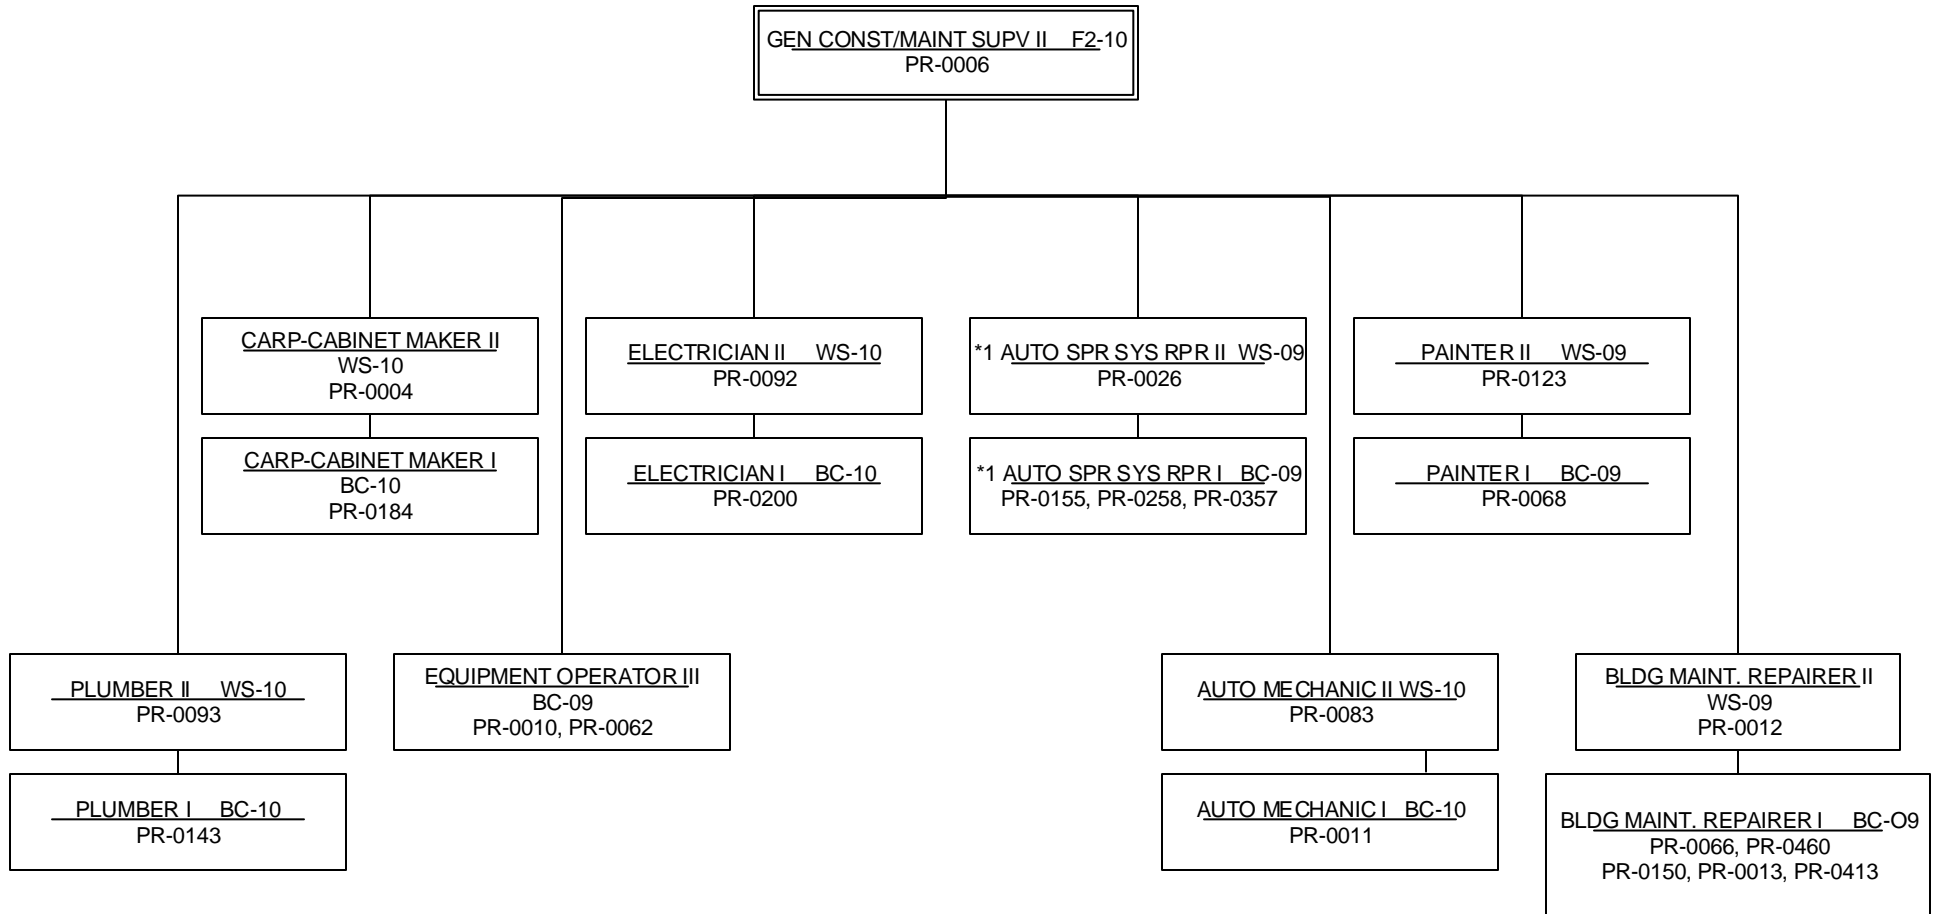 GEN CONST/MAINT SUPV II F2-10
PR-0006
CARP-CABINET MAKER II
WS-10
PR-0004
CARP-CABINET MAKER I
BC-10
PR-0184
ELECTRICIAN II WS-10
PR-0092
ELECTRICIAN I BC-10
PR-0200
*1 AUTO SPR SYS RPR II WS-09
PR-0026
*1 AUTO SPR SYS RPR I BC-09
PR-0155, PR-0258, PR-0357
PAINTER II WS-09
PR-0123
PAINTER I BC-09
PR-0068
PLUMBER II WS-10
PR-0093
PLUMBER I BC-10
PR-0143
EQUIPMENT OPERATOR III
BC-09
PR-0010, PR-0062
AUTO MECHANIC II WS-10
PR-0083
AUTO MECHANIC I BC-10
PR-0011
BLDG MAINT. REPAIRER II
WS-09
PR-0012
BLDG MAINT. REPAIRER I BC-O9
PR-0066, PR-0460
PR-0150, PR-0013, PR-0413